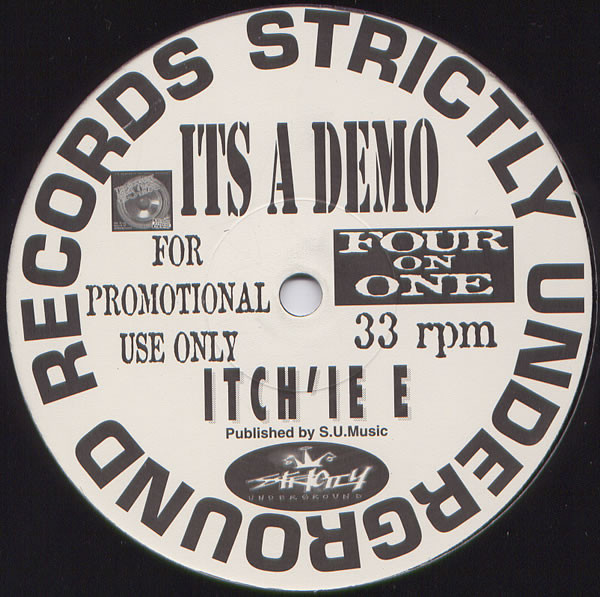 STRICTLY UNDERGROUND RECORDS
ITS A DEMO
FOR
PROMOTIONAL
USE ONLY
FOUR
ON
ONE
33 rpm
ITCH'IE E
Published by S.U.Music
STRICTLY
UNDERGROUND